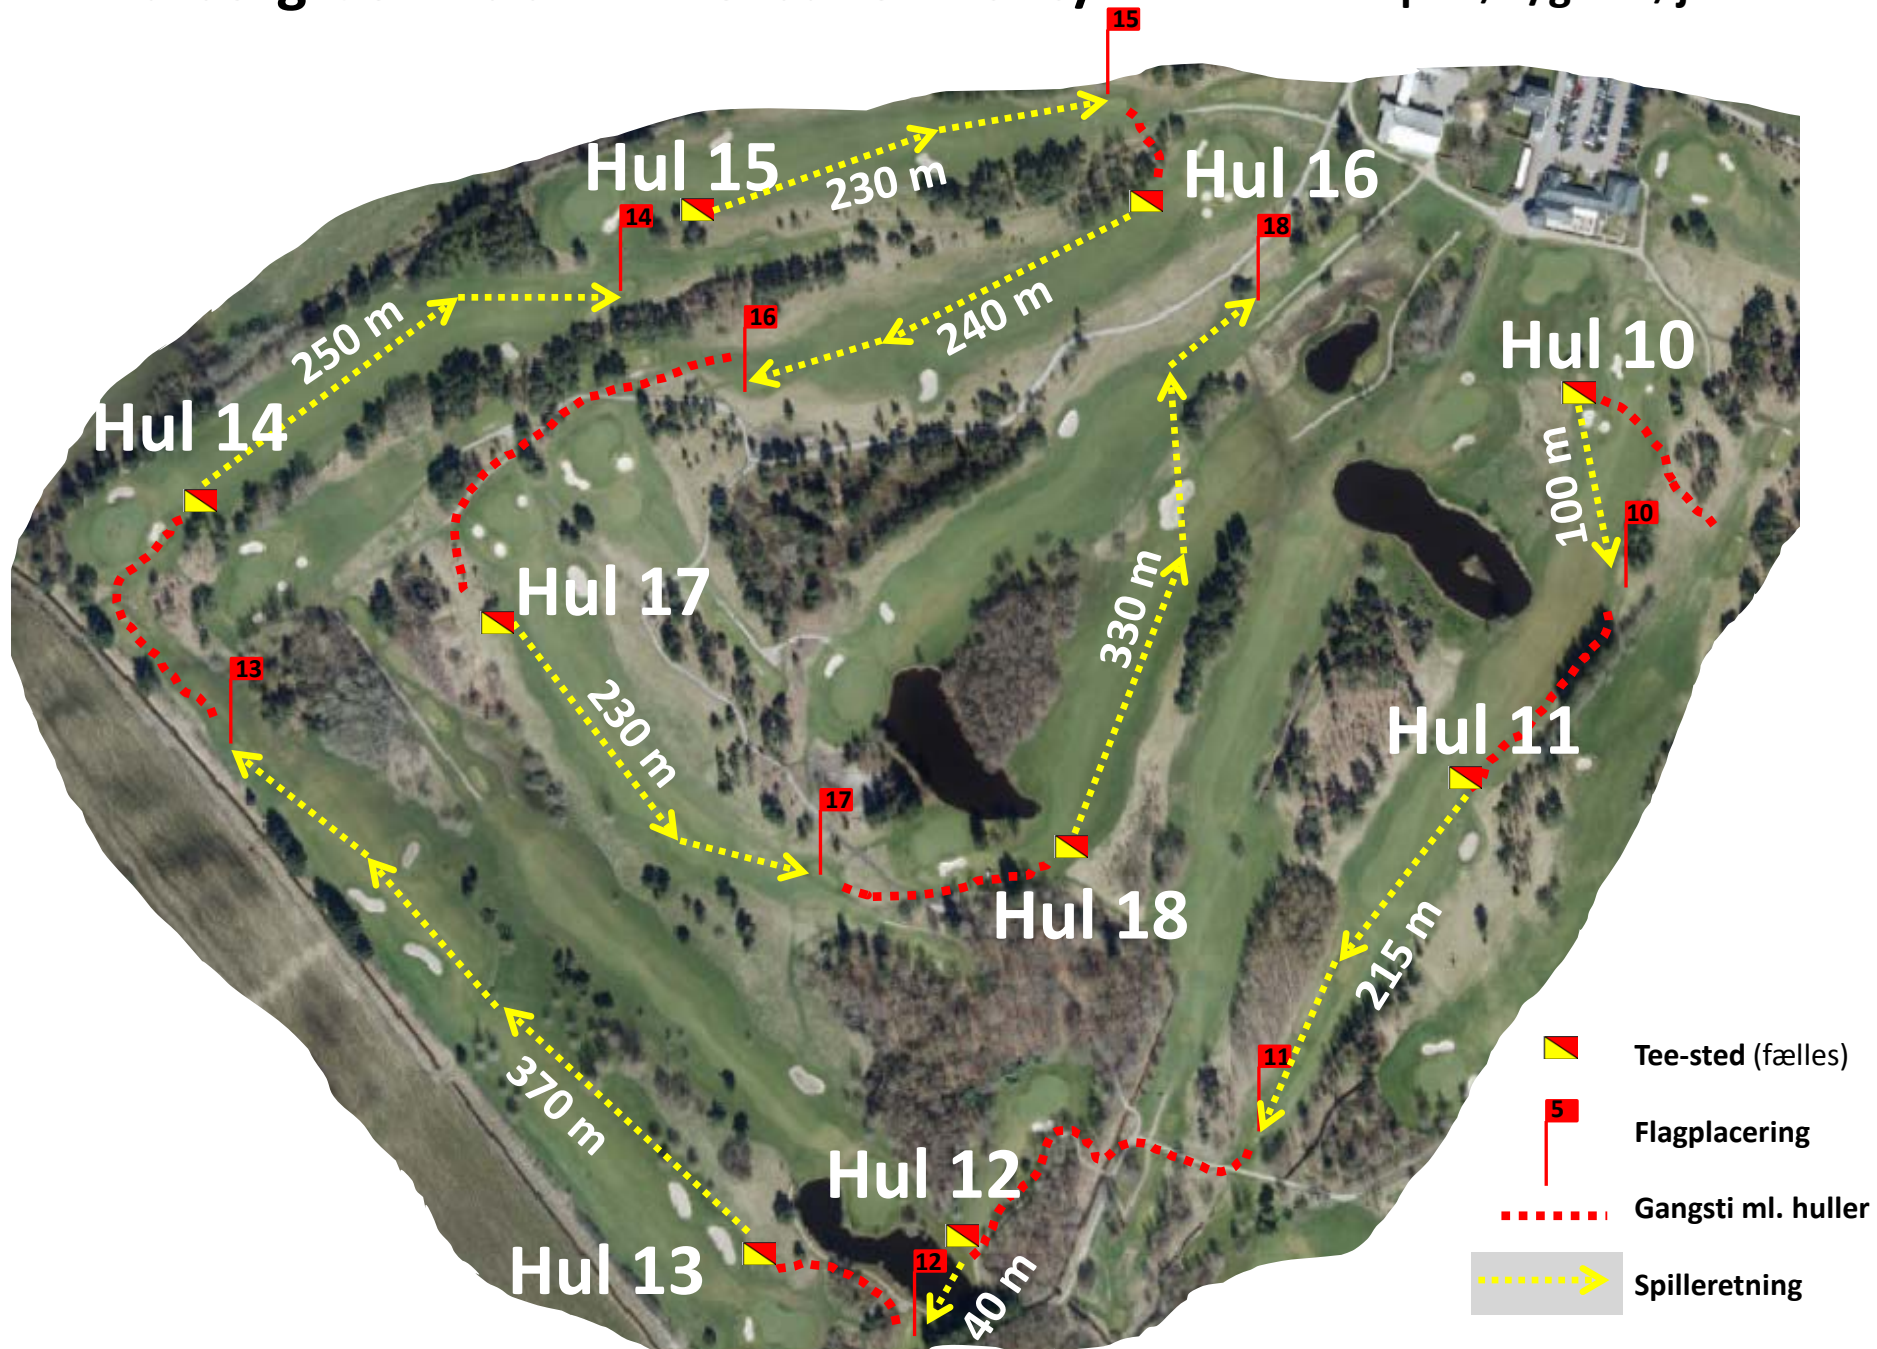 15
Hul 15
230 m
Hul 16
14
18
16
250 m
240 m
Hul 10
Hul 14
100 m
10
Hul 17
330 m
13
230 m
Hul 11
17
Hul 18
215 m
11
370 m
Hul 12
12
Hul 13
40 m
Tee-sted (fælles)
5
Flagplacering
Gangsti ml. huller
Spilleretning